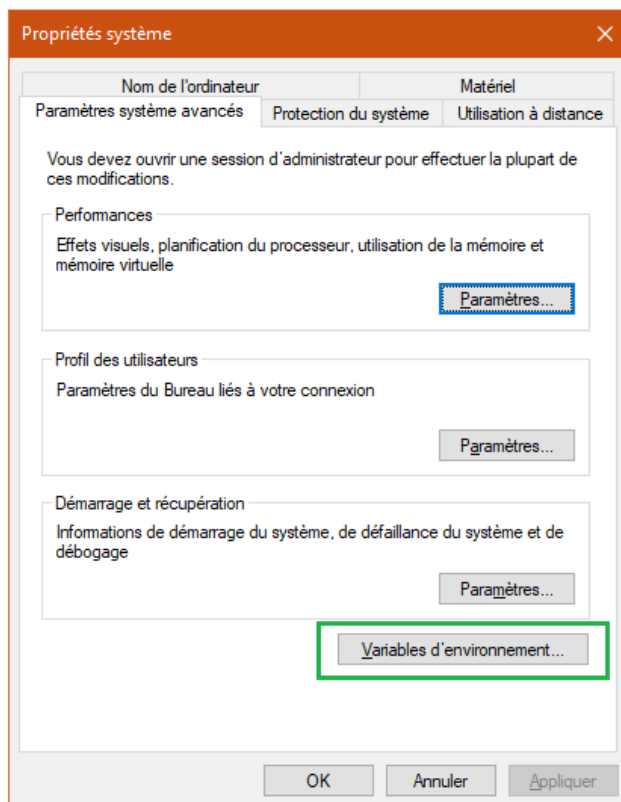 Propriétés système
Nom de l'ordinateur
Matériel
Paramètres système avancés
Protection du système
Utilisation à distance
Vous devez ouvrir une session d'administrateur pour effectuer la plupart de
ces modifications.
Performances
Effets visuels, planification du processeur, utilisation de la mémoire et
mémoire virtuelle
Paramètres...
Profil des utilisateurs
Paramètres du Bureau liés à votre connexion
Paramètres...
Démarrage et récupération
Informations de démarrage du système, de défaillance du système et de
débogage
Paramètres...
Variables d'environnement...
OK
Annuler
Appliquer